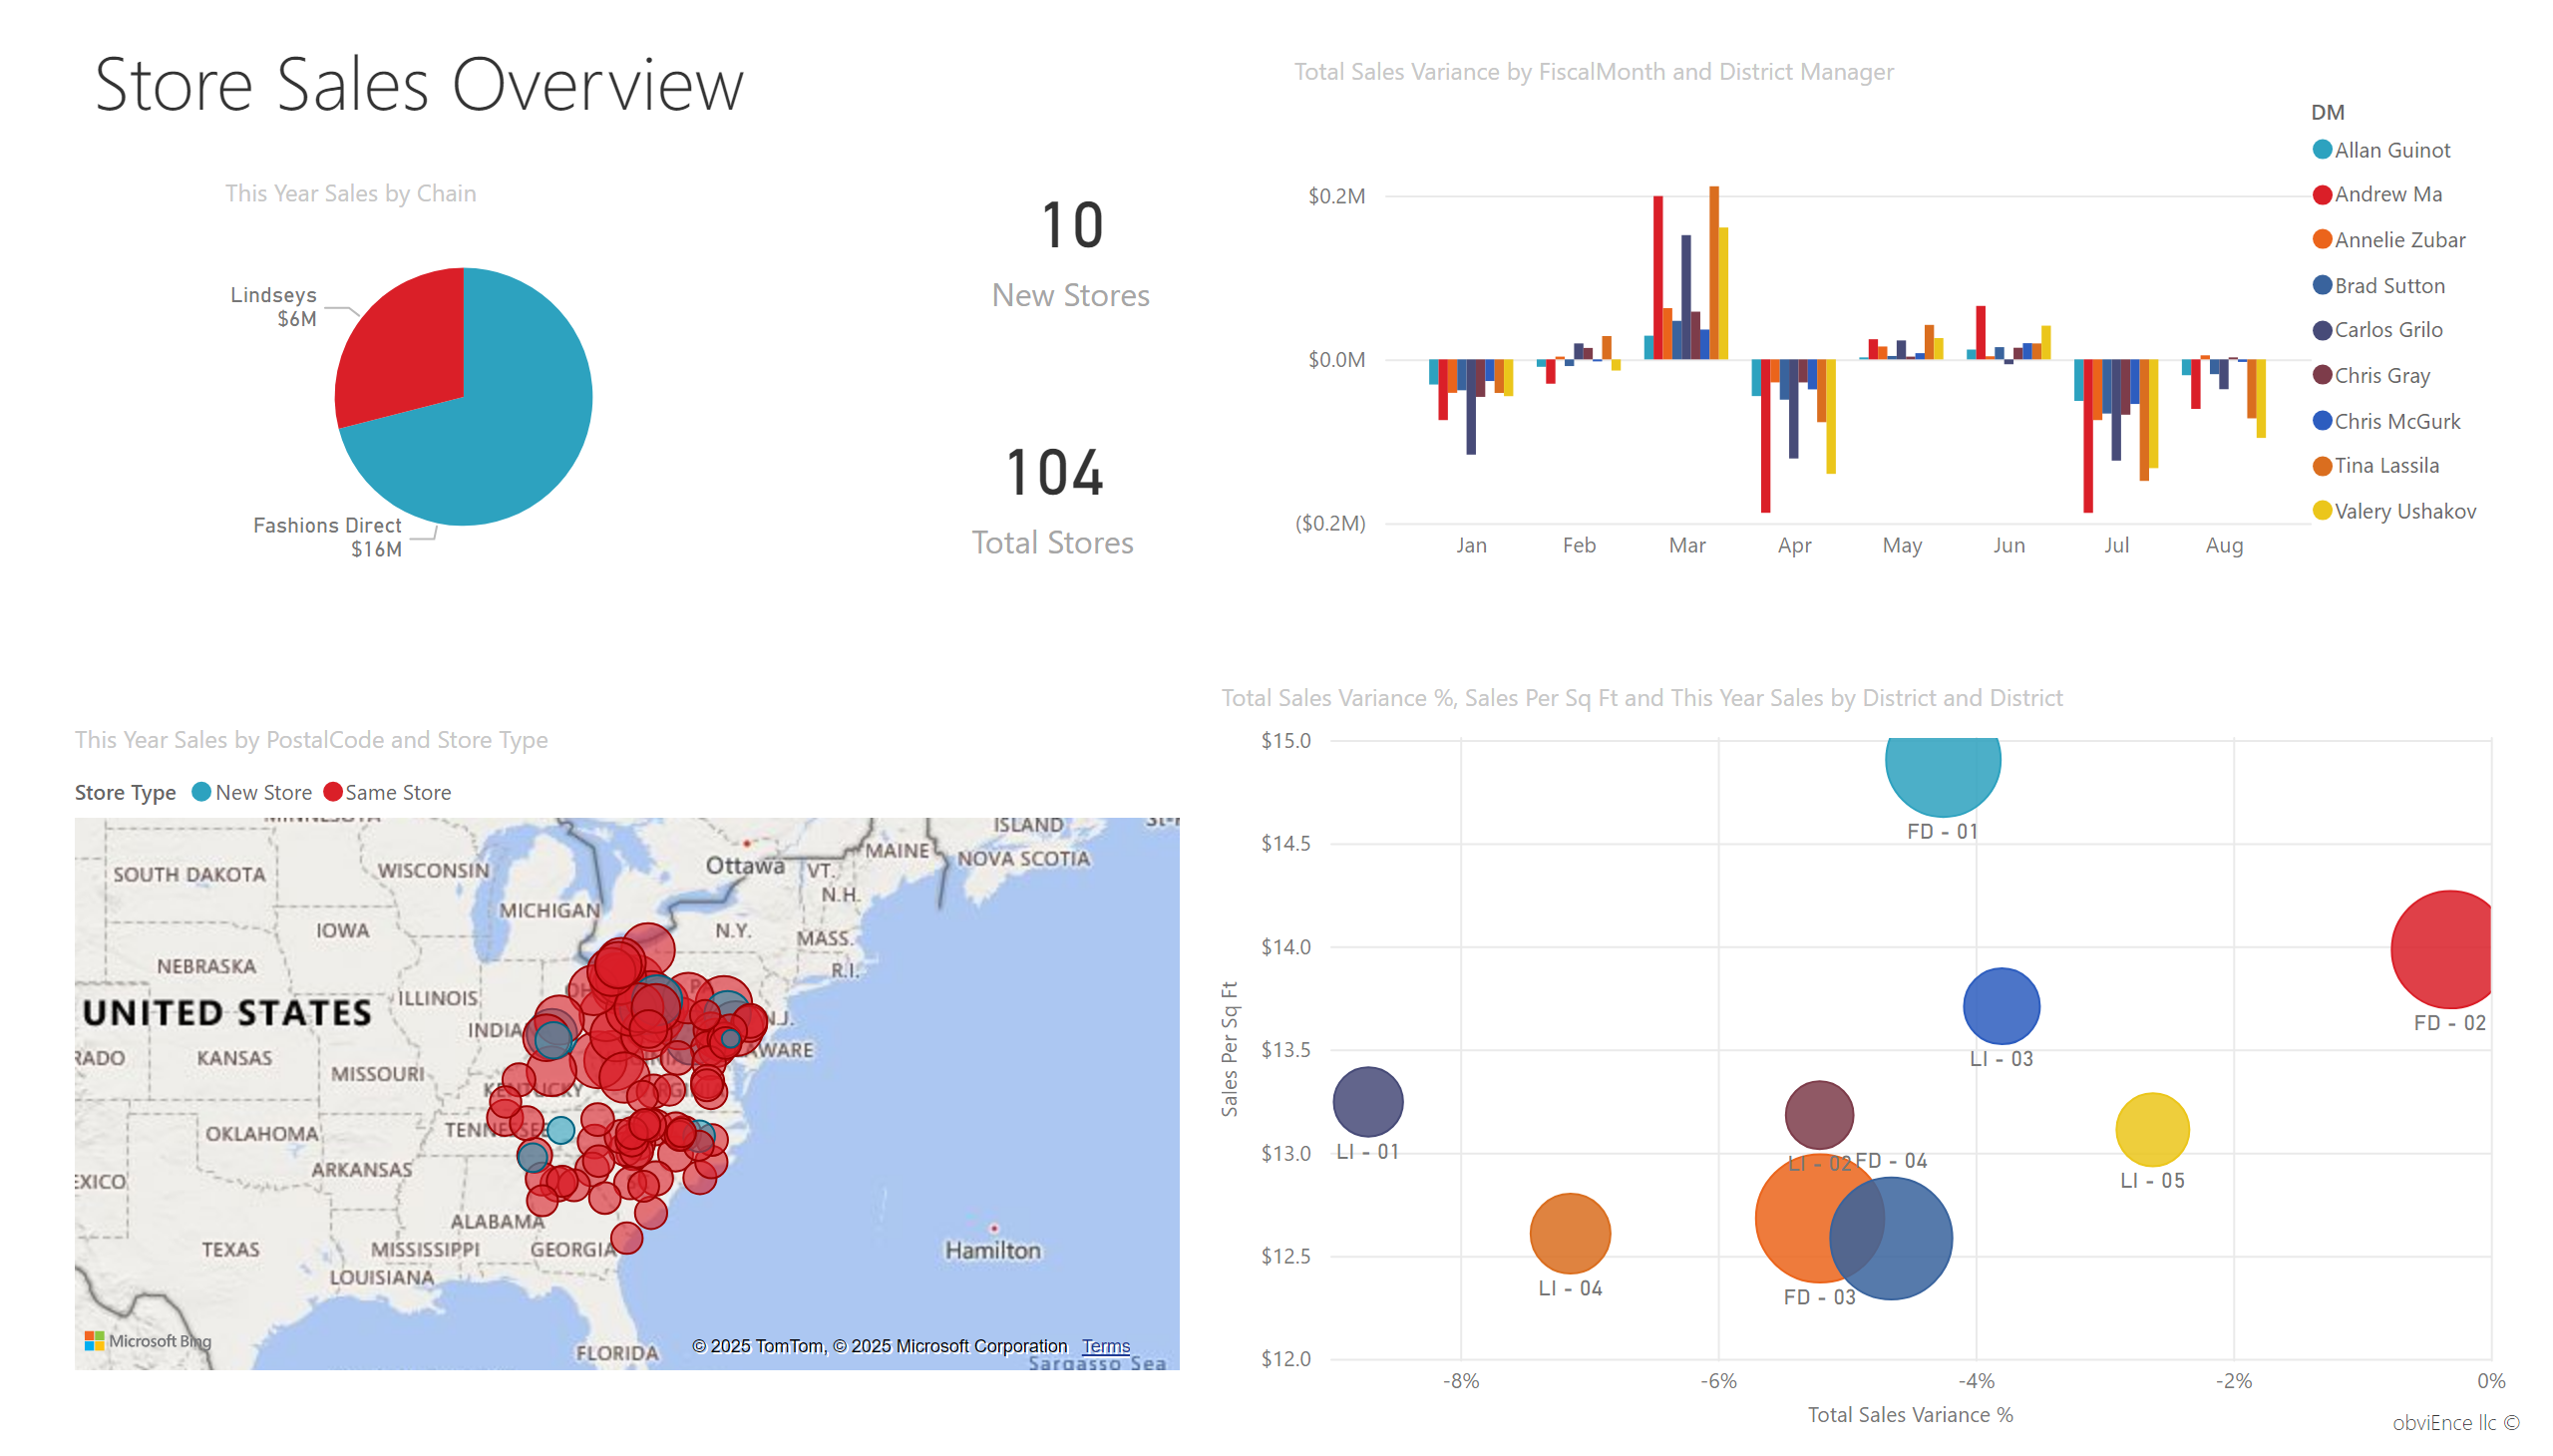 Store Sales Overview
This Year Sales by Chain
Lindseys
$6M
Fashions Direct
$16M
10
New Stores
104
Total Stores
Total Sales Variance by FiscalMonth and District Manager
$0.2M
$0.0M
($0.2M)
Jan Feb Mar Apr May Jun Jul Aug
DM
Allan Guinot
Andrew Ma
Annelie Zubar
Brad Sutton
Carlos Grilo
Chris Gray
Chris McGurk
Tina Lassila
Valery Ushakov
This Year Sales by PostalCode and Store Type
Store Type New Store Same Store
ISLAND
Ottawa
MAINE
NOVA SCOTIA
SOUTH DAKOTA
WISCONSIN
VT.
N.H.
MICHIGAN
IOWA
N.Y.
MASS.
NEBRASKA
R.I.
ILLINOIS
UNITED STATES
N.J.
KANSAS
MISSOURI
OKLAHOMA
ARKANSAS
ALABAMA
TEXAS
MISSISSIPPI
GEORGIA
Hamilton
LOUISIANA
FLORIDA
Microsoft Bing
© 2025 TomTom, © 2025 Microsoft Corporation Terms
Sargasso Sea
Total Sales Variance %, Sales Per Sq Ft and This Year Sales by District and District
Sales Per Sq Ft
$15.0
$14.5
$14.0
$13.5
$13.0
$12.5
$12.0
FD - 01
FD - 02
LI - 03
LI - 01
LI - 02
FD - 04
LI - 05
LI - 04
FD - 03
-8% -6% -4% -2% 0%
Total Sales Variance %
obviEnce llc ©